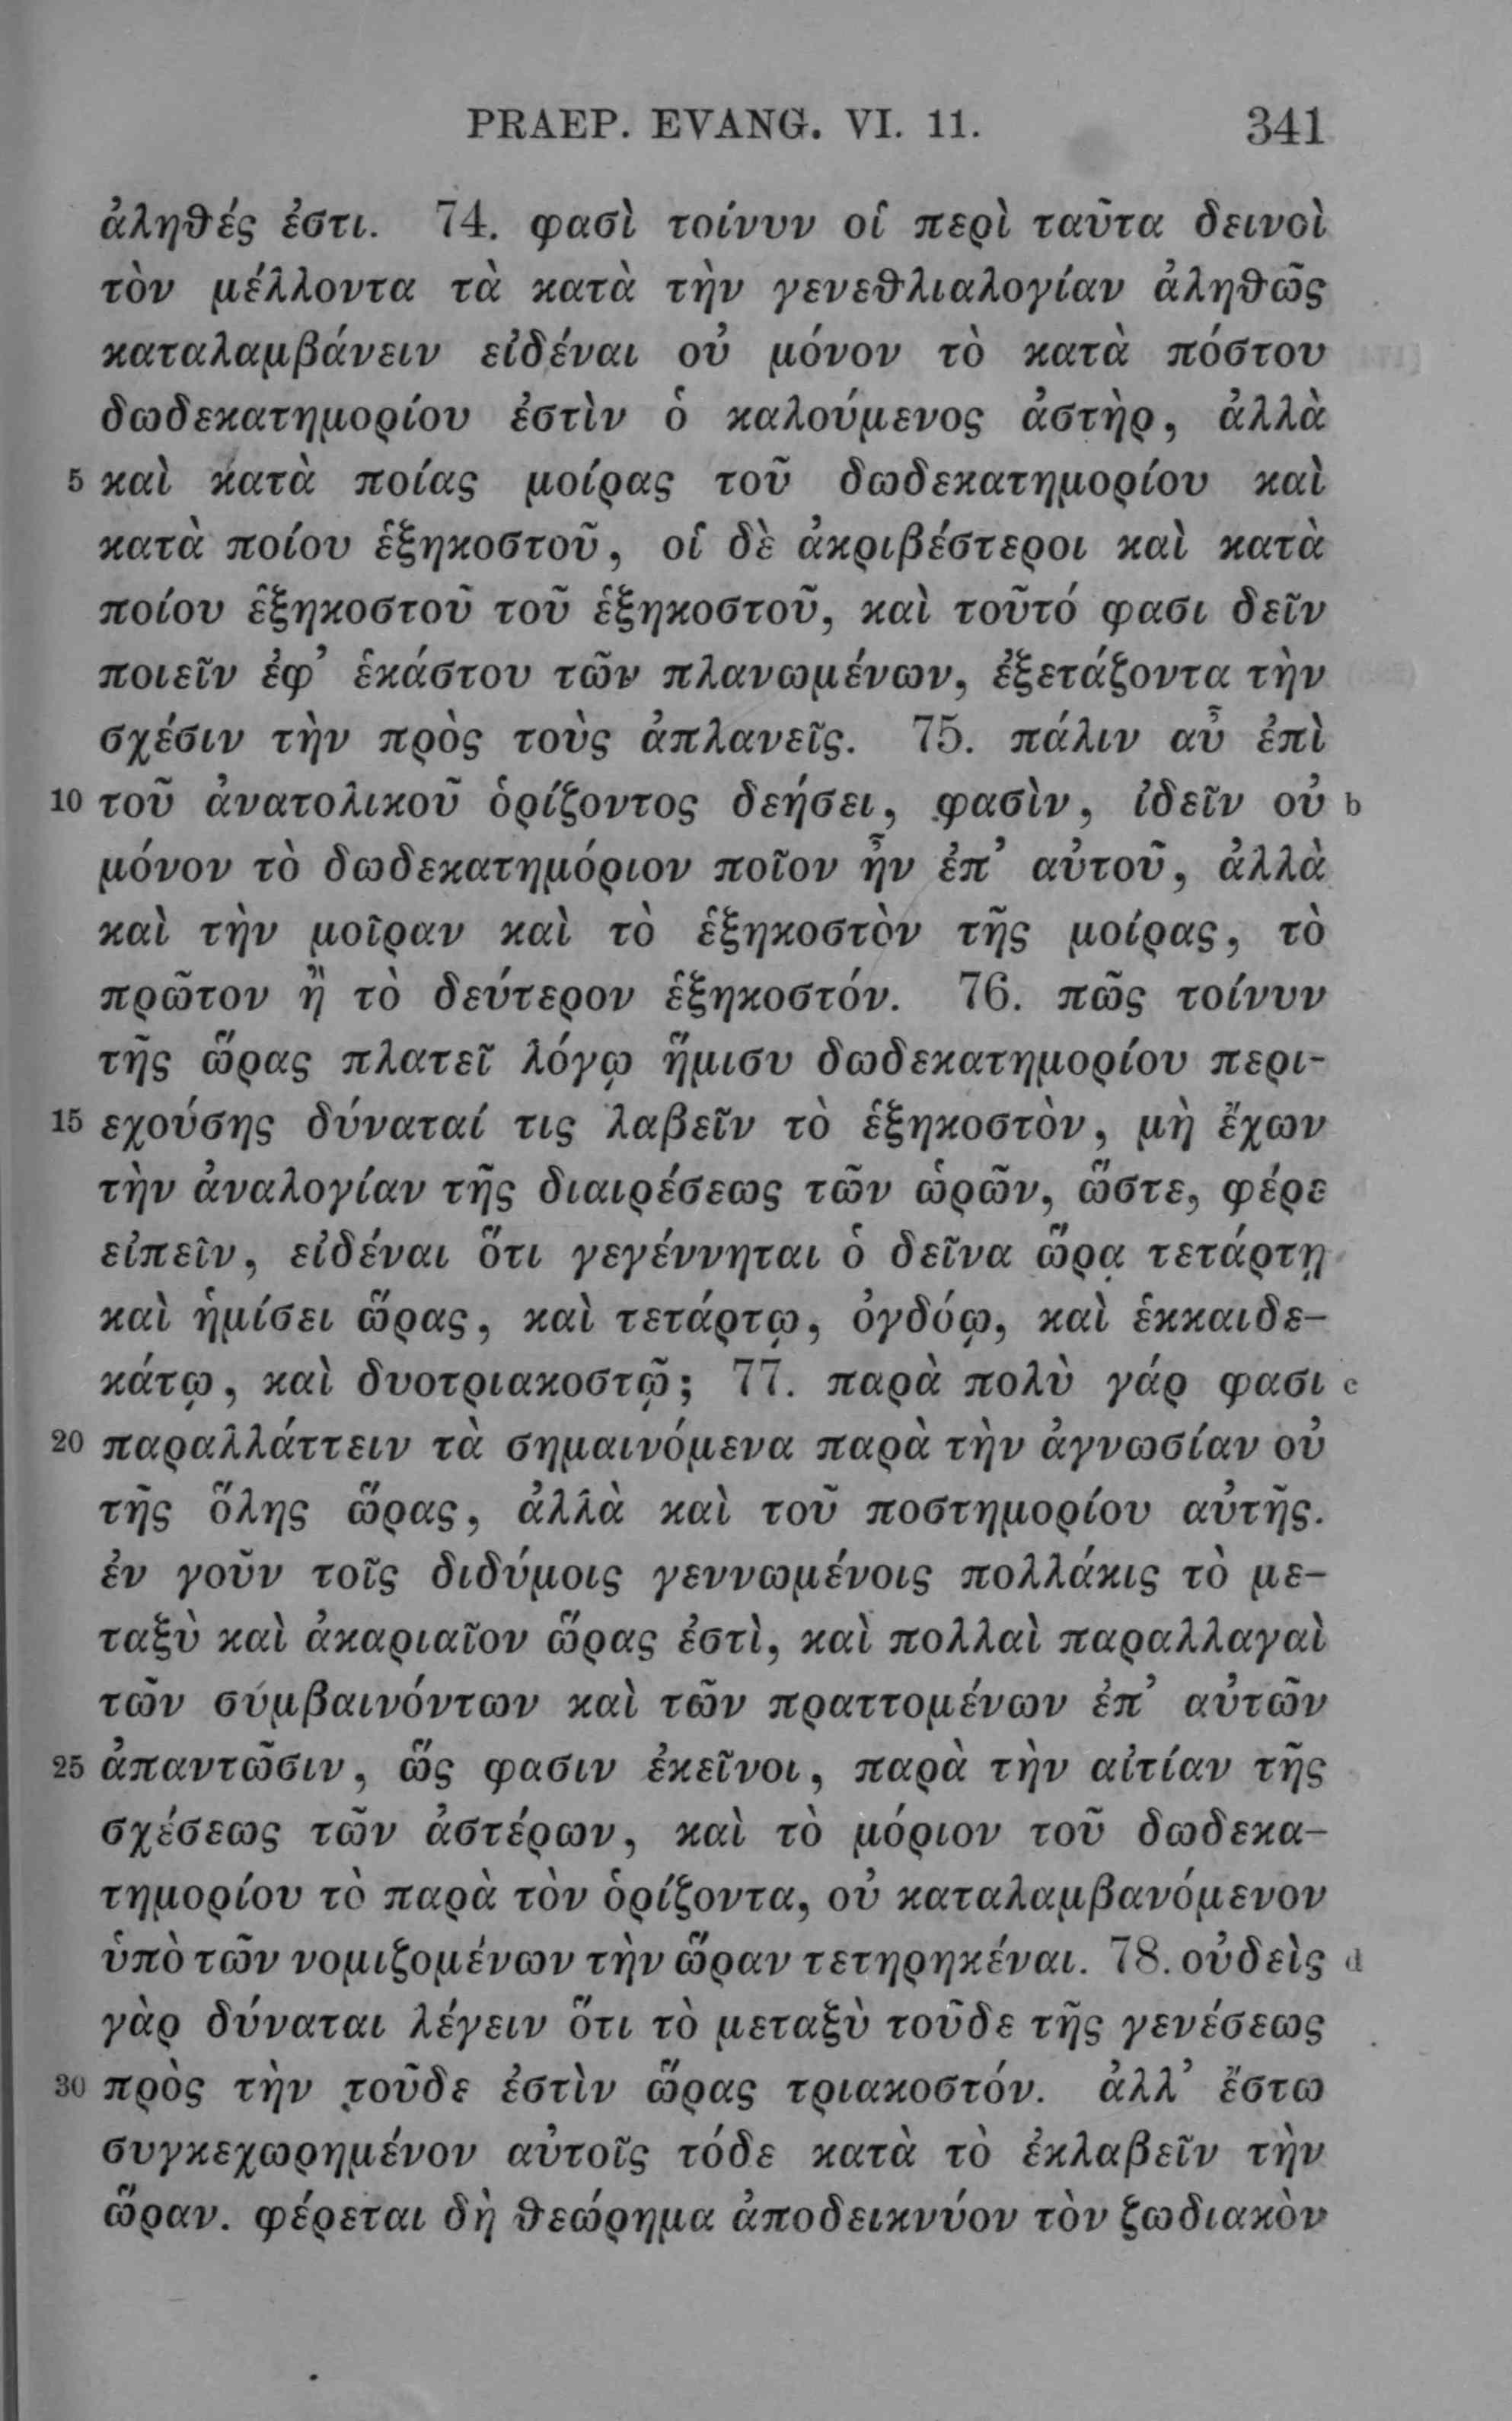 PRAEP. EVANG. VI. 11. 341
ἀληθές ἐστι. 74. φασὶ τοίνυν οἱ περὶ ταῦτα δεινοὶ
τὸν μέλλοντα τὰ κατὰ τὴν γενεθλιαλογίαν ἀληθῶς
καταλαμβάνειν εἰδέναι οὐ μόνον τὸ κατὰ πόστου
δωδεκατημορίου ἐστὶν ὁ καλούμενος ἀστὴρ, ἀλλὰ
5 καὶ κατὰ ποίας μοίρας τοῦ δωδεκατημορίου καὶ
κατὰ ποίου ἑξηκοστοῦ, οἱ δὲ ἀκριβέστεροι καὶ κατὰ
ποίου ἑξηκοστοῦ τοῦ ἑξηκοστοῦ, καὶ τοῦτό φασι δεῖν
ποιεῖν ἐφ’ ἑκάστου τῶν πλανωμένων, ἐξετάζοντα τὴν
σχέσιν τὴν πρὸς τοὺς ἀπλανεῖς. 75. πάλιν αὖ ἐπὶ
10 τοῦ ἀνατολικοῦ ὁρίζοντος δεήσει, φασὶν, ἰδεῖν οὐ b
μόνον τὸ δωδεκατημόριον ποῖον ἦν ἐπ’ αὐτοῦ, ἀλλὰ
καὶ τὴν μοῖραν καὶ τὸ ἑξηκοστὸν τῆς μοίρας, τὸ
πρῶτον ἢ τὸ δεύτερον ἑξηκοστόν. 76. πῶς τοίνυν
τῆς ὥρας πλατεῖ λόγῳ ἥμισυ δωδεκατημορίου περι-
15 εχούσης δύναταί τις λαβεῖν τὸ ἑξηκοστὸν, μὴ ἔχων
τὴν ἀναλογίαν τῆς διαιρέσεως τῶν ὡρῶν, ὥστε, φέρε
εἰπεῖν, εἰδέναι ὅτι γεγέννηται ὁ δεῖνα ὥρᾳ τετάρτῃ
καὶ ἡμίσει ὥρας, καὶ τετάρτῳ, ὀγδόῳ, καὶ ἑκκαιδε-
κάτῳ, καὶ δυοτριακοστῷ; 77. παρὰ πολὺ γάρ φασι c
20 παραλλάττειν τὰ σημαινόμενα παρὰ τὴν ἀγνωσίαν οὐ
τῆς ὅλης ὥρας, ἀλλὰ καὶ τοῦ ποστημορίου αὐτῆς.
ἐν γοῦν τοῖς διδύμοις γεννωμένοις πολλάκις τὸ με-
ταξὺ καὶ ἀκαριαῖον ὥρας ἐστὶ, καὶ πολλαὶ παραλλαγαὶ
τῶν συμβαινόντων καὶ τῶν πραττομένων ἐπ’ αὐτῶν
25 ἀπαντῶσιν, ὥς φασιν ἐκεῖνοι, παρὰ τὴν αἰτίαν τῆς
σχέσεως τῶν ἀστέρων, καὶ τὸ μόριον τοῦ δωδεκα-
τημορίου τὸ παρὰ τὸν ὁρίζοντα, οὐ καταλαμβανόμενον
ὑπὸ τῶν νομιζομένων τὴν ὥραν τετηρηκέναι. 78. οὐδεὶς d
γὰρ δύναται λέγειν ὅτι τὸ μεταξὺ τοῦδε τῆς γενέσεως
30 πρὸς τὴν τοῦδε ἐστὶν ὥρας τριακοστόν. ἀλλ’ ἔστω
συγκεχωρημένον αὐτοῖς τόδε κατὰ τὸ ἐκλαβεῖν τὴν
ὥραν. φέρεται δὴ θεώρημα ἀποδεικνύον τὸν ζωδιακὸν